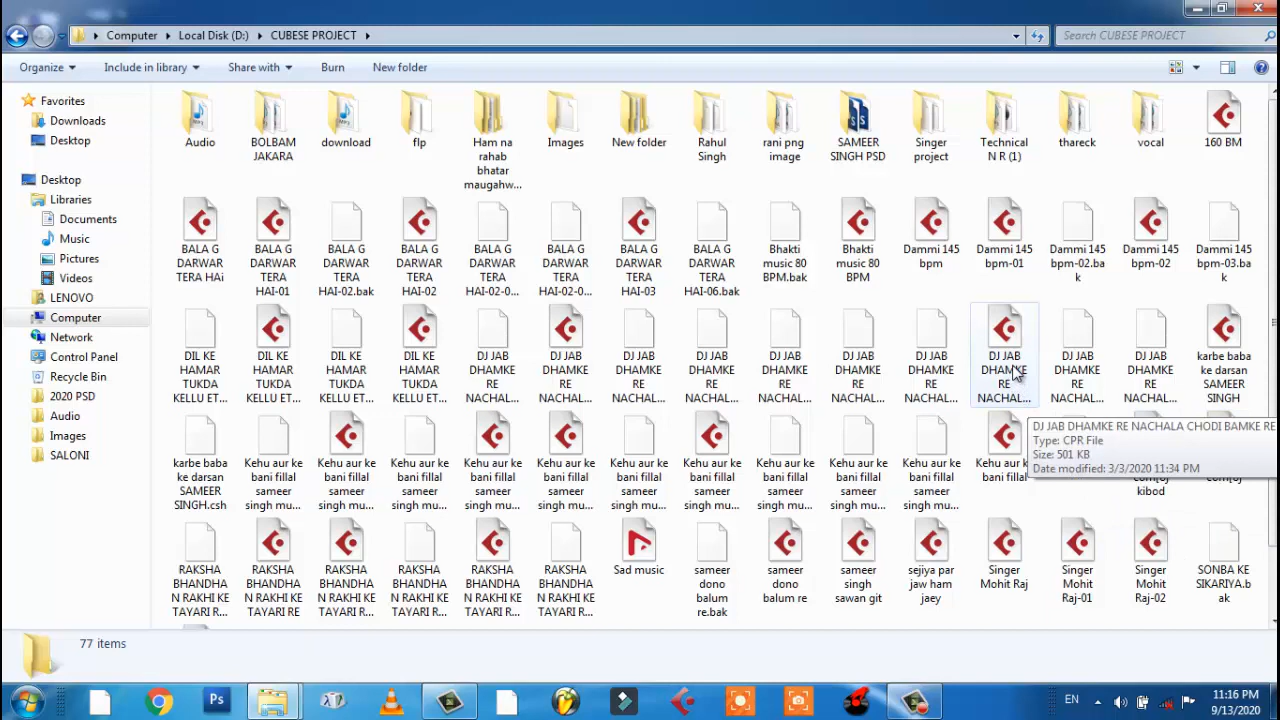 Computer ▸ Local Disk (D:) ▸ CUBESE PROJECT ▸
Search CUBESE PROJECT
Organize Include in library Share with Burn New folder
Favorites
Downloads
Desktop
Desktop
Libraries
Documents
Music
Pictures
Videos
LENOVO
Computer
Network
Control Panel
Recycle Bin
2020 PSD
Audio
Images
SALONI
Audio
BOLBAM
JAKARA
download
flp
Ham na
rahab
bhatar
maugahw...
Images
New folder
Rahul
Singh
rani png
image
SAMEER
SINGH PSD
Singer
project
Technical
N R (1)
thareck
vocal
160 BM
BALA G
DARWAR
TERA HAi
BALA G
DARWAR
TERA
HAI-01
BALA G
DARWAR
TERA
HAI-02.bak
BALA G
DARWAR
TERA
HAI-02
BALA G
DARWAR
TERA
HAI-02-0...
BALA G
DARWAR
TERA
HAI-02-0...
BALA G
DARWAR
TERA
HAI-03
BALA G
DARWAR
TERA
HAI-06.bak
Bhakti
music 80
BPM.bak
Bhakti
music 80
BPM
Dammi 145
bpm
Dammi 145
bpm-01
Dammi 145
bpm-02.ba
k
Dammi 145
bpm-02
Dammi 145
bpm-03.ba
k
DIL KE
HAMAR
TUKDA
KELLU ET...
DIL KE
HAMAR
TUKDA
KELLU ET...
DIL KE
HAMAR
TUKDA
KELLU ET...
DIL KE
HAMAR
TUKDA
KELLU ET...
DJ JAB
DHAMKE
RE
NACHAL...
DJ JAB
DHAMKE
RE
NACHAL...
DJ JAB
DHAMKE
RE
NACHAL...
DJ JAB
DHAMKE
RE
NACHAL...
DJ JAB
DHAMKE
RE
NACHAL...
DJ JAB
DHAMKE
RE
NACHAL...
DJ JAB
DHAMKE
RE
NACHAL...
DJ JAB
DHAMKE
RE
NACHAL...
DJ JAB
DHAMKE
RE
NACHAL...
DJ JAB
DHAMKE
RE
NACHAL...
karbe baba
ke darsan
SAMEER
SINGH
karbe baba
ke darsan
SAMEER
SINGH.csh
Kehu aur ke
bani fillal
sameer
singh mu...
Kehu aur ke
bani fillal
sameer
singh mu...
Kehu aur ke
bani fillal
sameer
singh mu...
Kehu aur ke
bani fillal
sameer
singh mu...
Kehu aur ke
bani fillal
sameer
singh mu...
Kehu aur ke
bani fillal
sameer
singh mu...
Kehu aur ke
bani fillal
sameer
singh mu...
Kehu aur ke
bani fillal
sameer
singh mu...
Kehu aur ke
bani fillal
sameer
singh mu...
Kehu aur ke
bani fillal
sameer
singh mu...
Kehu aur k
bani fillal
kibod
DJ JAB DHAMKE RE NACHALA CHODI BAMKE RE
Type: CPR File
Size: 501 KB
Date modified: 3/3/2020 11:34 PM
RAKSHA
BHANDHA
N RAKHI KE
TAYARI R...
RAKSHA
BHANDHA
N RAKHI KE
TAYARI RE
RAKSHA
BHANDHA
N RAKHI KE
TAYARI R...
RAKSHA
BHANDHA
N RAKHI KE
TAYARI R...
RAKSHA
BHANDHA
N RAKHI KE
TAYARI R...
RAKSHA
BHANDHA
N RAKHI KE
TAYARI R...
Sad music
sameer
dono
balum
re.bak
sameer
dono
balum re
sameer
singh
sawan git
sejiya par
jaw ham
jaey
Singer
Mohit Raj
Singer
Mohit
Raj-01
Singer
Mohit
Raj-02
SONBA KE
SIKARIYA.b
ak
77 items
Ps
EN
11:16 PM
9/13/2020